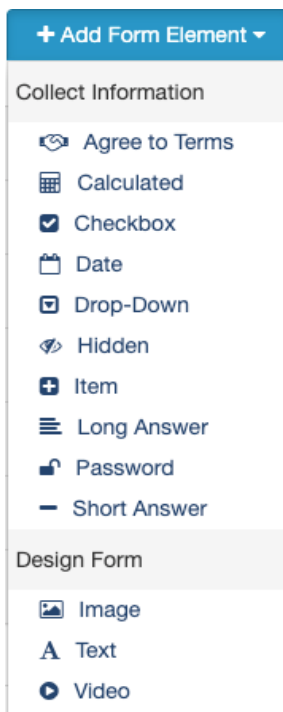 + Add Form Element
Collect Information
Agree to Terms
Calculated
Checkbox
Date
Drop-Down
Hidden
Item
Long Answer
Password
Short Answer
Design Form
Image
A Text
Video